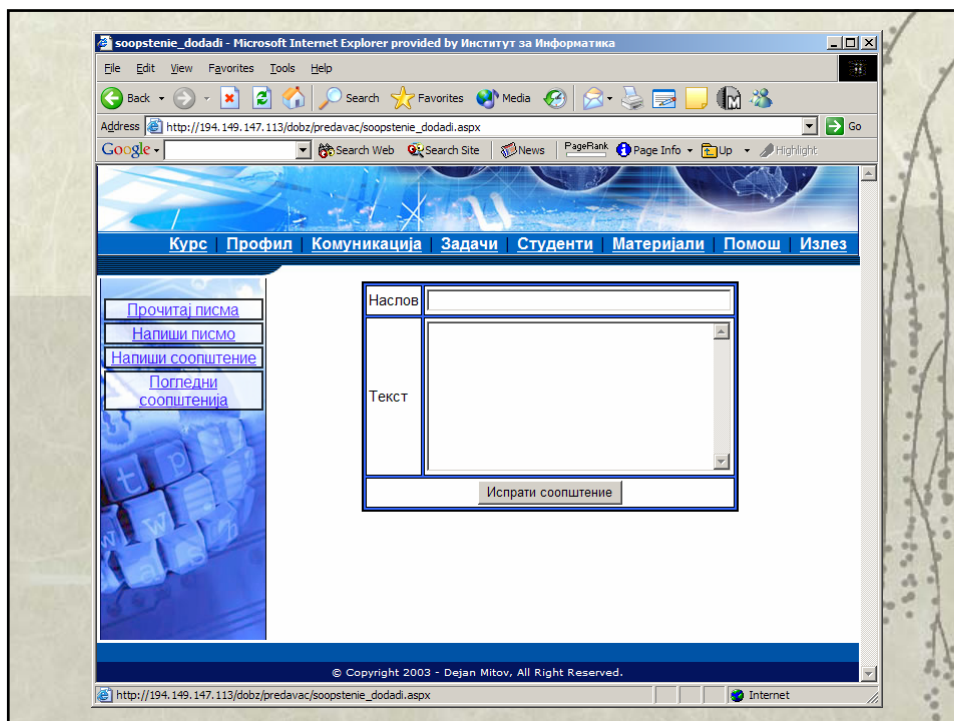 soopstenie_dodadi - Microsoft Internet Explorer provided by Институт за Информатика
File Edit View Favorites Tools Help
Back Search Favorites Media
Address http://194.149.147.113/dobz/predavac/soopstenie_dodadi.aspx Go
Google Search Web Search Site News PageRank Page Info Up Highlight
Курс | Профил | Комуникација | Задачи | Студенти | Материјали | Помош | Излез
Прочитај писма
Напиши писмо
Напиши соопштение
Погледни
соопштенија
Наслов
Текст
Испрати соопштение
© Copyright 2003 - Dejan Mitov, All Right Reserved.
http://194.149.147.113/dobz/predavac/soopstenie_dodadi.aspx Internet